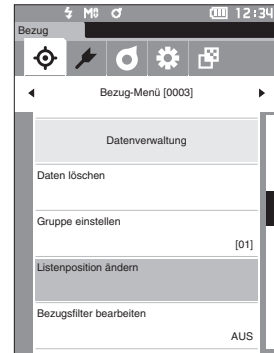 M 12:34
Bezug
Bezug-Menü [0003]
Datenverwaltung
Daten löschen
Gruppe einstellen
[01]
Listenposition ändern
Bezugsfilter bearbeiten
AUS